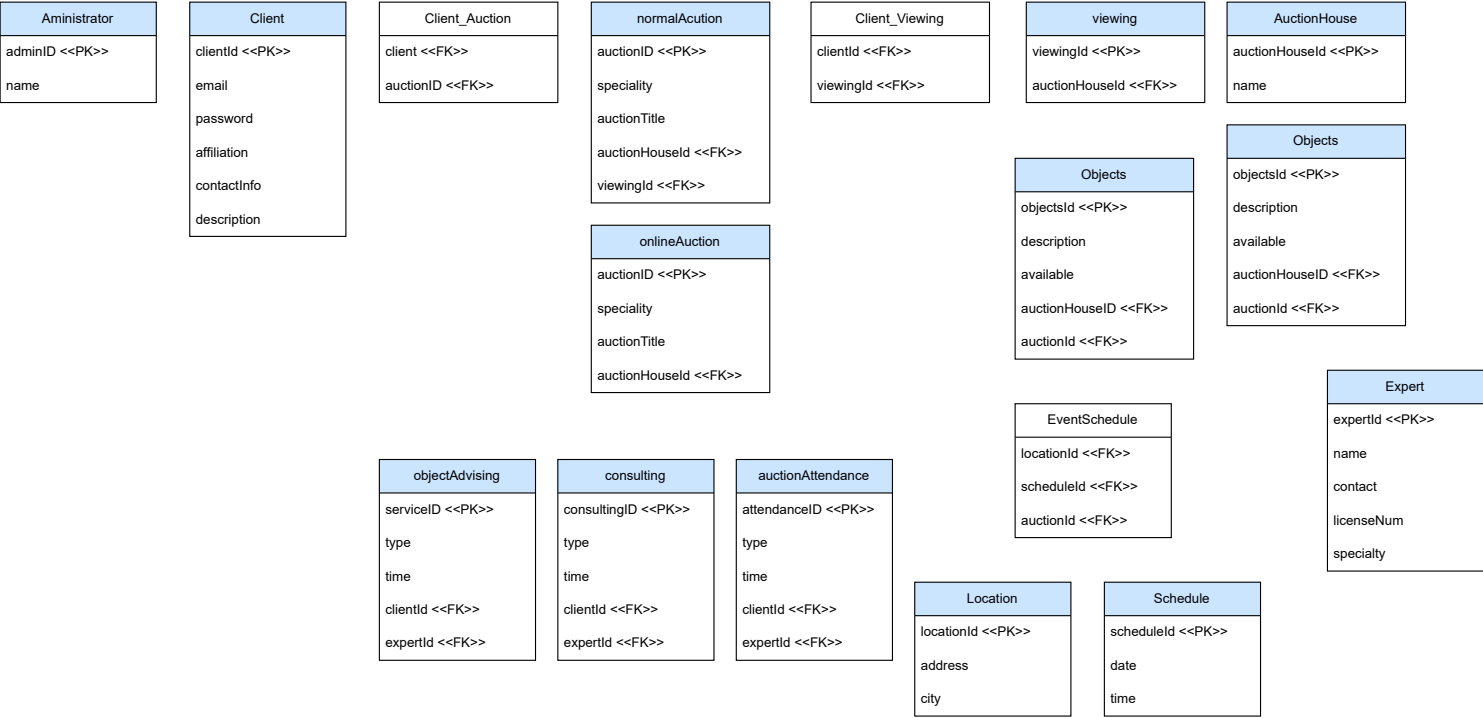 Aministrator
adminID <<PK>>
name
Client
clientId <<PK>>
email
password
affiliation
contactInfo
description
Client_Auction
client <<FK>>
auctionID <<FK>>
normalAcution
auctionID <<PK>>
speciality
auctionTitle
auctionHouseId <<FK>>
viewingId <<FK>>
Client_Viewing
clientId <<FK>>
viewingId <<FK>>
viewing
viewingId <<PK>>
auctionHouseId <<FK>>
AuctionHouse
auctionHouseId <<PK>>
name
Objects
objectsId <<PK>>
description
available
auctionHouseID <<FK>>
auctionId <<FK>>
Objects
objectsId <<PK>>
description
available
auctionHouseID <<FK>>
auctionId <<FK>>
onlineAuction
auctionID <<PK>>
speciality
auctionTitle
auctionHouseId <<FK>>
Expert
expertId <<PK>>
name
contact
licenseNum
specialty
EventSchedule
locationId <<FK>>
scheduleId <<FK>>
auctionId <<FK>>
objectAdvising
serviceID <<PK>>
type
time
clientId <<FK>>
expertId <<FK>>
consulting
consultingID <<PK>>
type
time
clientId <<FK>>
expertId <<FK>>
auctionAttendance
attendanceID <<PK>>
type
time
clientId <<FK>>
expertId <<FK>>
Location
locationId <<PK>>
address
city
Schedule
scheduleId <<PK>>
date
time